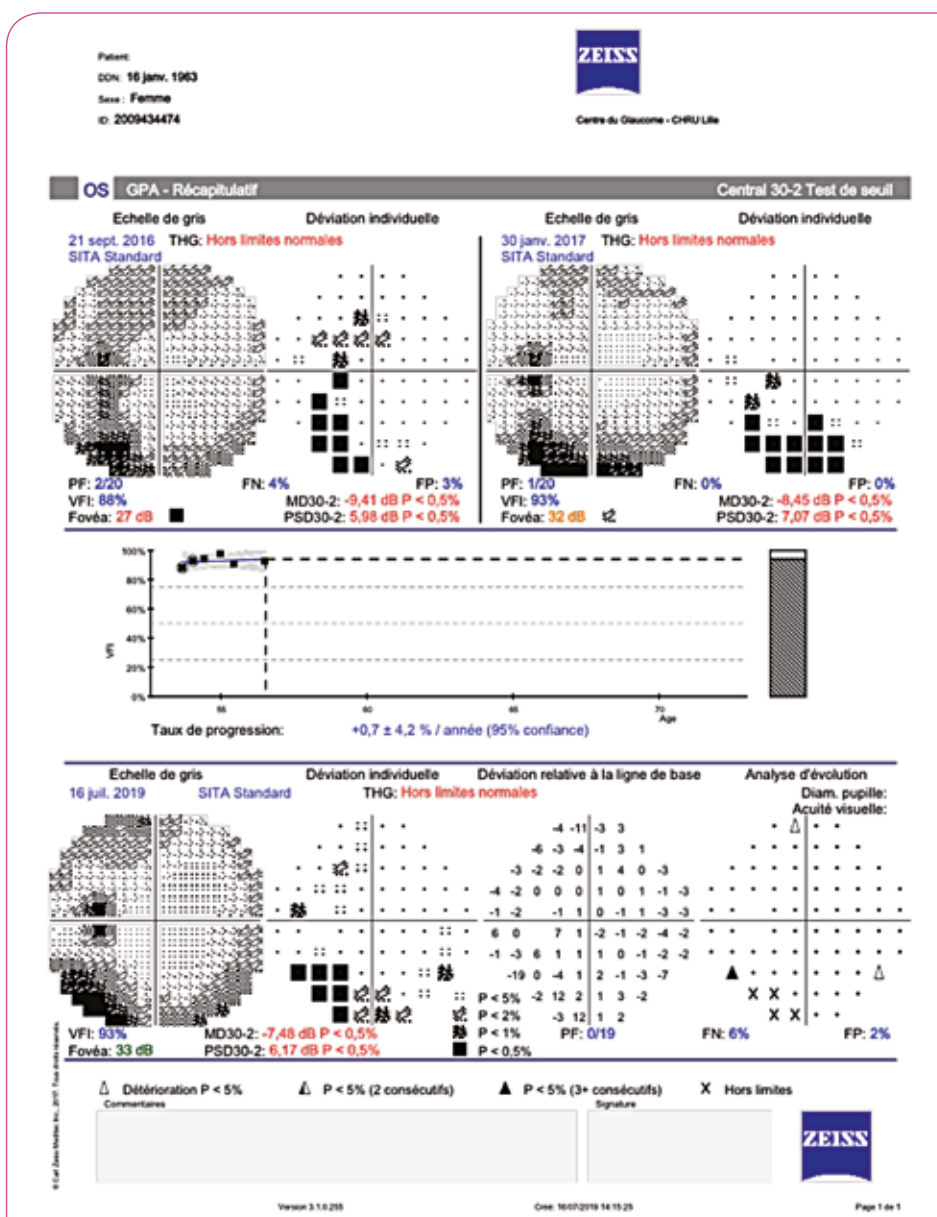 Patient:
DDN: 16 janv. 1963
Sexe : Femme
ID: 2009434474
ZEISS
Centre du Glaucome - CHRU Lille
OS GPA - Récapitulatif Central 30-2 Test de seuil
Echelle de gris Déviation individuelle Echelle de gris Déviation individuelle
21 sept. 2016 THG: Hors limites normales 30 janv. 2017 THG: Hors limites normales
SITA Standard SITA Standard
PF: 2/20 FN: 4% FP: 3% PF: 1/20 FN: 0% FP: 0%
VFI: 88% MD30-2: -9,41 dB P < 0,5% VFI: 93% MD30-2: -8,45 dB P < 0,5%
Fovéa: 27 dB PSD30-2: 5,98 dB P < 0,5% Fovéa: 32 dB PSD30-2: 7,07 dB P < 0,5%
100%
80%
60%
40%
20%
0%
VFI
55 60 65 70
Age
Taux de progression: +0,7 ± 4,2 % / année (95% confiance)
Echelle de gris Déviation individuelle Déviation relative à la ligne de base Analyse d'évolution
16 juil. 2019 SITA Standard THG: Hors limites normales Diam. pupille:
Acuité visuelle:
-4 -11 -3 3
-6 -3 -4 -1 3 1
-3 -2 -2 0 1 4 0 -3
-4 -2 0 0 0 1 0 1 -1 -3
-1 -2 -1 1 0 -1 1 -3 -3
6 0 7 1 -2 -1 -2 -4 -2
-1 -3 6 1 1 1 0 -1 -2 -2
-19 0 -4 1 2 -1 -3 -7
P < 5% -2 12 2 1 3 -2
P < 2% -3 12 1 2
P < 1% PF: 0/19 FN: 6% FP: 2%
P < 0,5%
VFI: 93% MD30-2: -7,48 dB P < 0,5%
Fovéa: 33 dB PSD30-2: 6,17 dB P < 0,5%
Détérioration P < 5% P < 5% (2 consécutifs) P < 5% (3+ consécutifs) X Hors limites
Commentaires Signature
ZEISS
© Carl Zeiss Meditec Inc., 2017. Tous droits réservés.
Version 3.1.0.255 Créé: 16/07/2019 14:15:25 Page 1 de 1